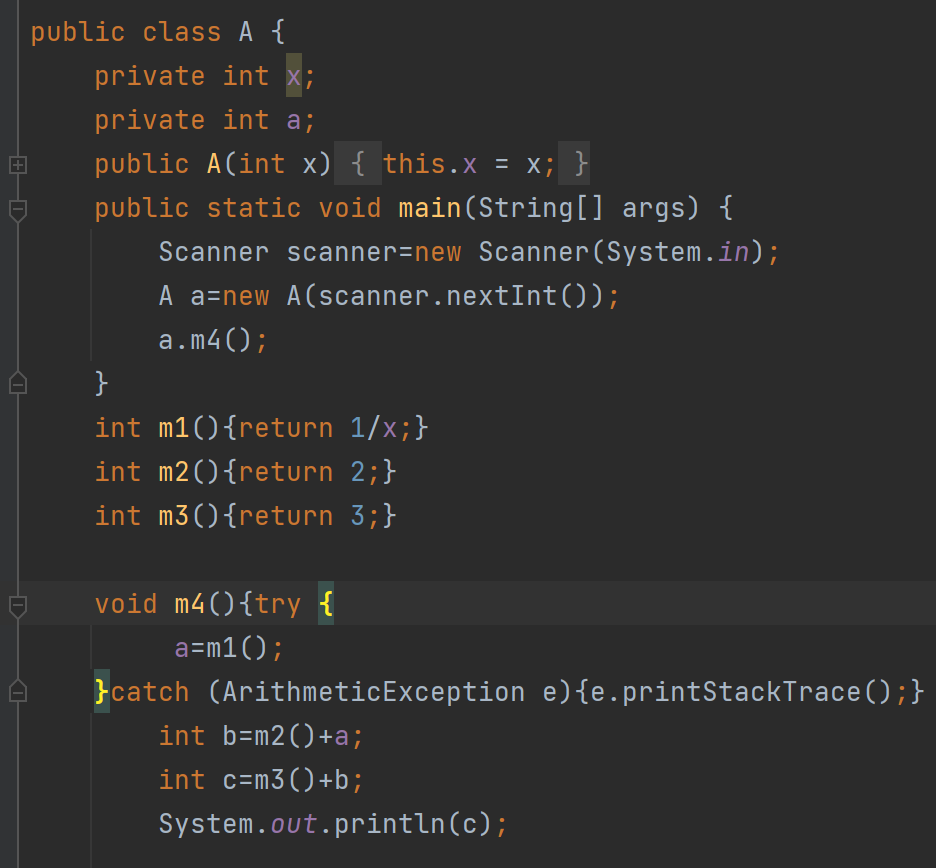 public class A {
private int x;
private int a;
public A(int x) { this.x = x; }
public static void main(String[] args) {
Scanner scanner=new Scanner(System.in);
A a=new A(scanner.nextInt());
a.m4();
}
int m1(){return 1/x;}
int m2(){return 2;}
int m3(){return 3;}
void m4(){try {
a=m1();
}catch (ArithmeticException e){e.printStackTrace();}
int b=m2()+a;
int c=m3()+b;
System.out.println(c);